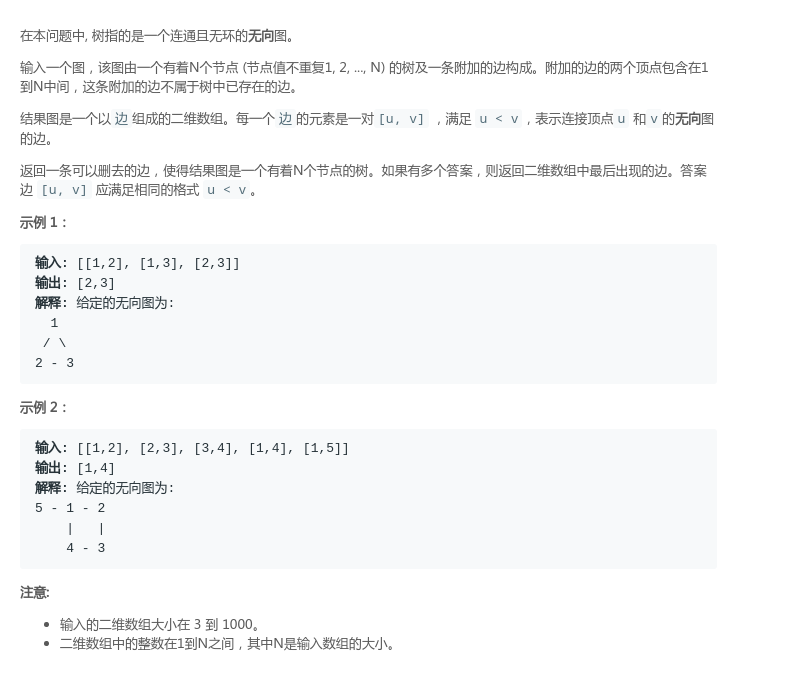 在本问题中, 树指的是一个连通且无环的无向图。
输入一个图，该图由一个有着N个节点 (节点值不重复1, 2, ..., N) 的树及一条附加的边构成。附加的边的两个顶点包含在1
到N中间，这条附加的边不属于树中已存在的边。
结果图是一个以 边 组成的二维数组。每一个 边 的元素是一对 [u, v] ，满足 u < v，表示连接顶点 u 和 v 的无向图
的边。
返回一条可以删去的边，使得结果图是一个有着N个节点的树。如果有多个答案，则返回二维数组中最后出现的边。答案
边 [u, v] 应满足相同的格式 u < v。
示例 1：
输入: [[1,2], [1,3], [2,3]]
输出: [2,3]
解释: 给定的无向图为:
  1
 / \
2 - 3
示例 2：
输入: [[1,2], [2,3], [3,4], [1,4], [1,5]]
输出: [1,4]
解释: 给定的无向图为:
5 - 1 - 2
    |   |
    4 - 3
注意:
• 输入的二维数组大小在 3 到 1000。
• 二维数组中的整数在1到N之间，其中N是输入数组的大小。